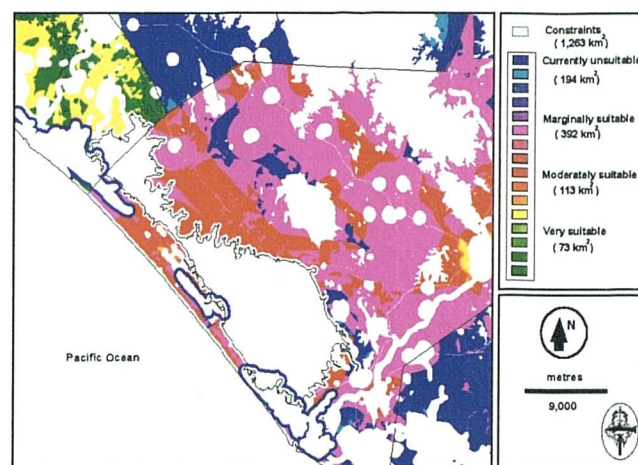 Constraints
( 1,263 km²)
Currently unsuitable
( 194 km²)
Marginally suitable
( 392 km²)
Moderately suitable
( 113 km²)
Very suitable
( 73 km²)
Pacific Ocean
N
metres
9,000